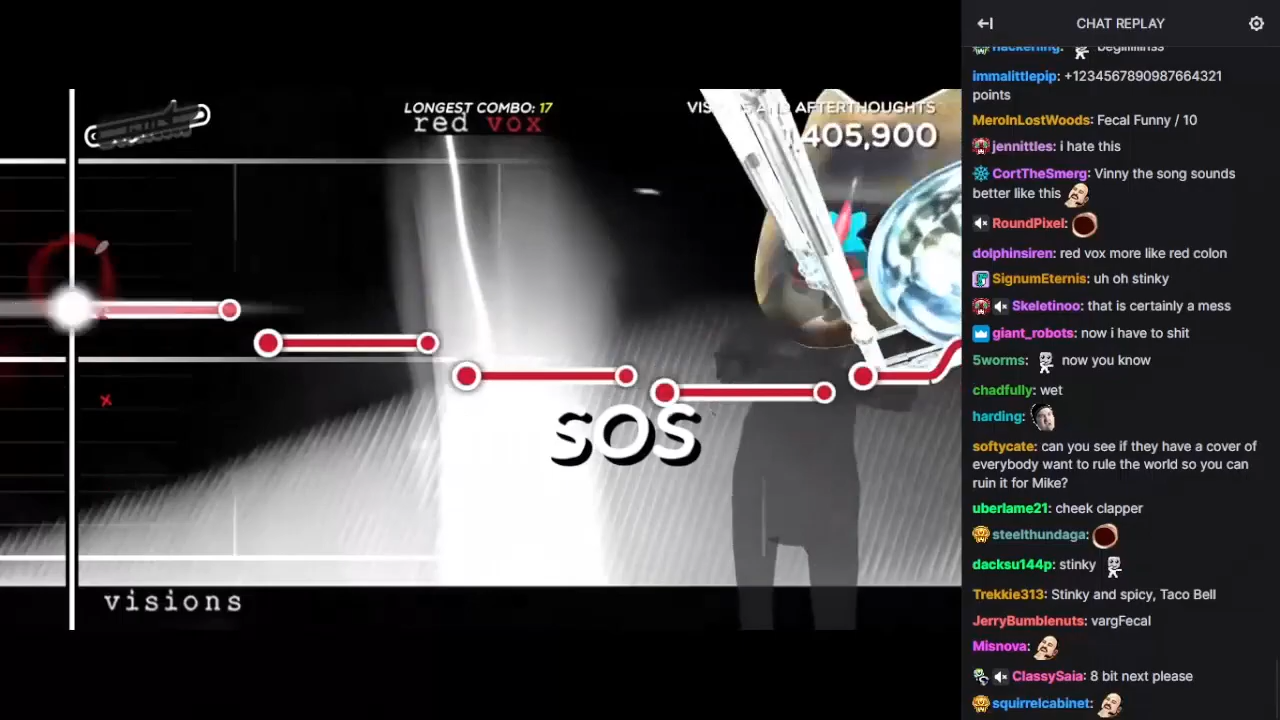 CHAT REPLAY
hackerling: beginnings
immalittlepip: +1234567890987664321
points
MeroInLostWoods: Fecal Funny / 10
jennittles: i hate this
CortTheSmerg: Vinny the song sounds
better like this
RoundPixel:
dolphinsiren: red vox more like red colon
SignumEternis: uh oh stinky
Skeletinoo: that is certainly a mess
giant_robots: now i have to shit
5worms: now you know
chadfully: wet
harding:
softycate: can you see if they have a cover of
everybody want to rule the world so you can
ruin it for Mike?
uberlame21: cheek clapper
steelthundaga:
dacksu144p: stinky
Trekkie313: Stinky and spicy, Taco Bell
JerryBumblenuts: vargFecal
Misnova:
ClassySaia: 8 bit next please
squirrelcabinet:
LONGEST COMBO: 17
red vox
AFTERTHOUGHTS
1,405,900
SOS
visions